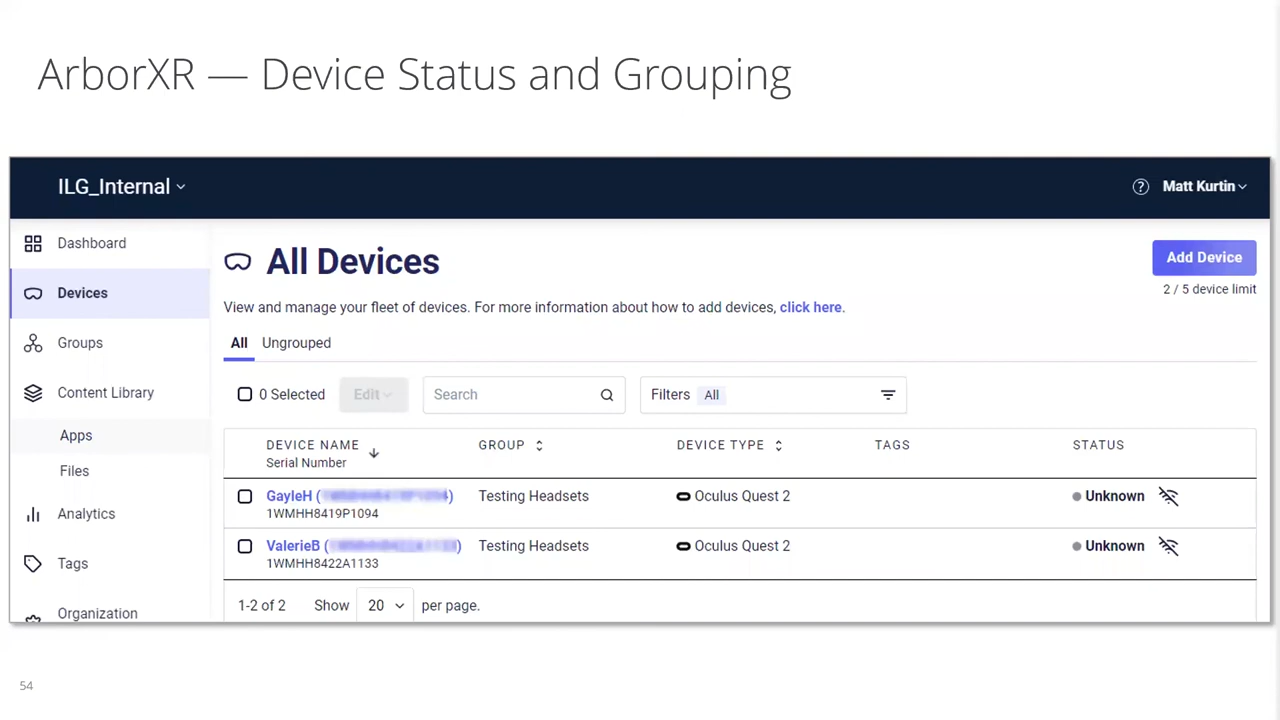 ArborXR — Device Status and Grouping
ILG_Internal
Matt Kurtin
Dashboard
Devices
Groups
Content Library
Apps
Files
Analytics
Tags
Organization
All Devices
Add Device
2 / 5 device limit
View and manage your fleet of devices. For more information about how to add devices, click here.
All Ungrouped
0 Selected Edit Search Filters All
DEVICE NAME GROUP DEVICE TYPE TAGS STATUS
Serial Number
GayleH ( ) Testing Headsets Oculus Quest 2 Unknown
1WMHH8419P1094
ValerieB ( ) Testing Headsets Oculus Quest 2 Unknown
1WMHH8422A1133
1-2 of 2 Show 20 per page.
54